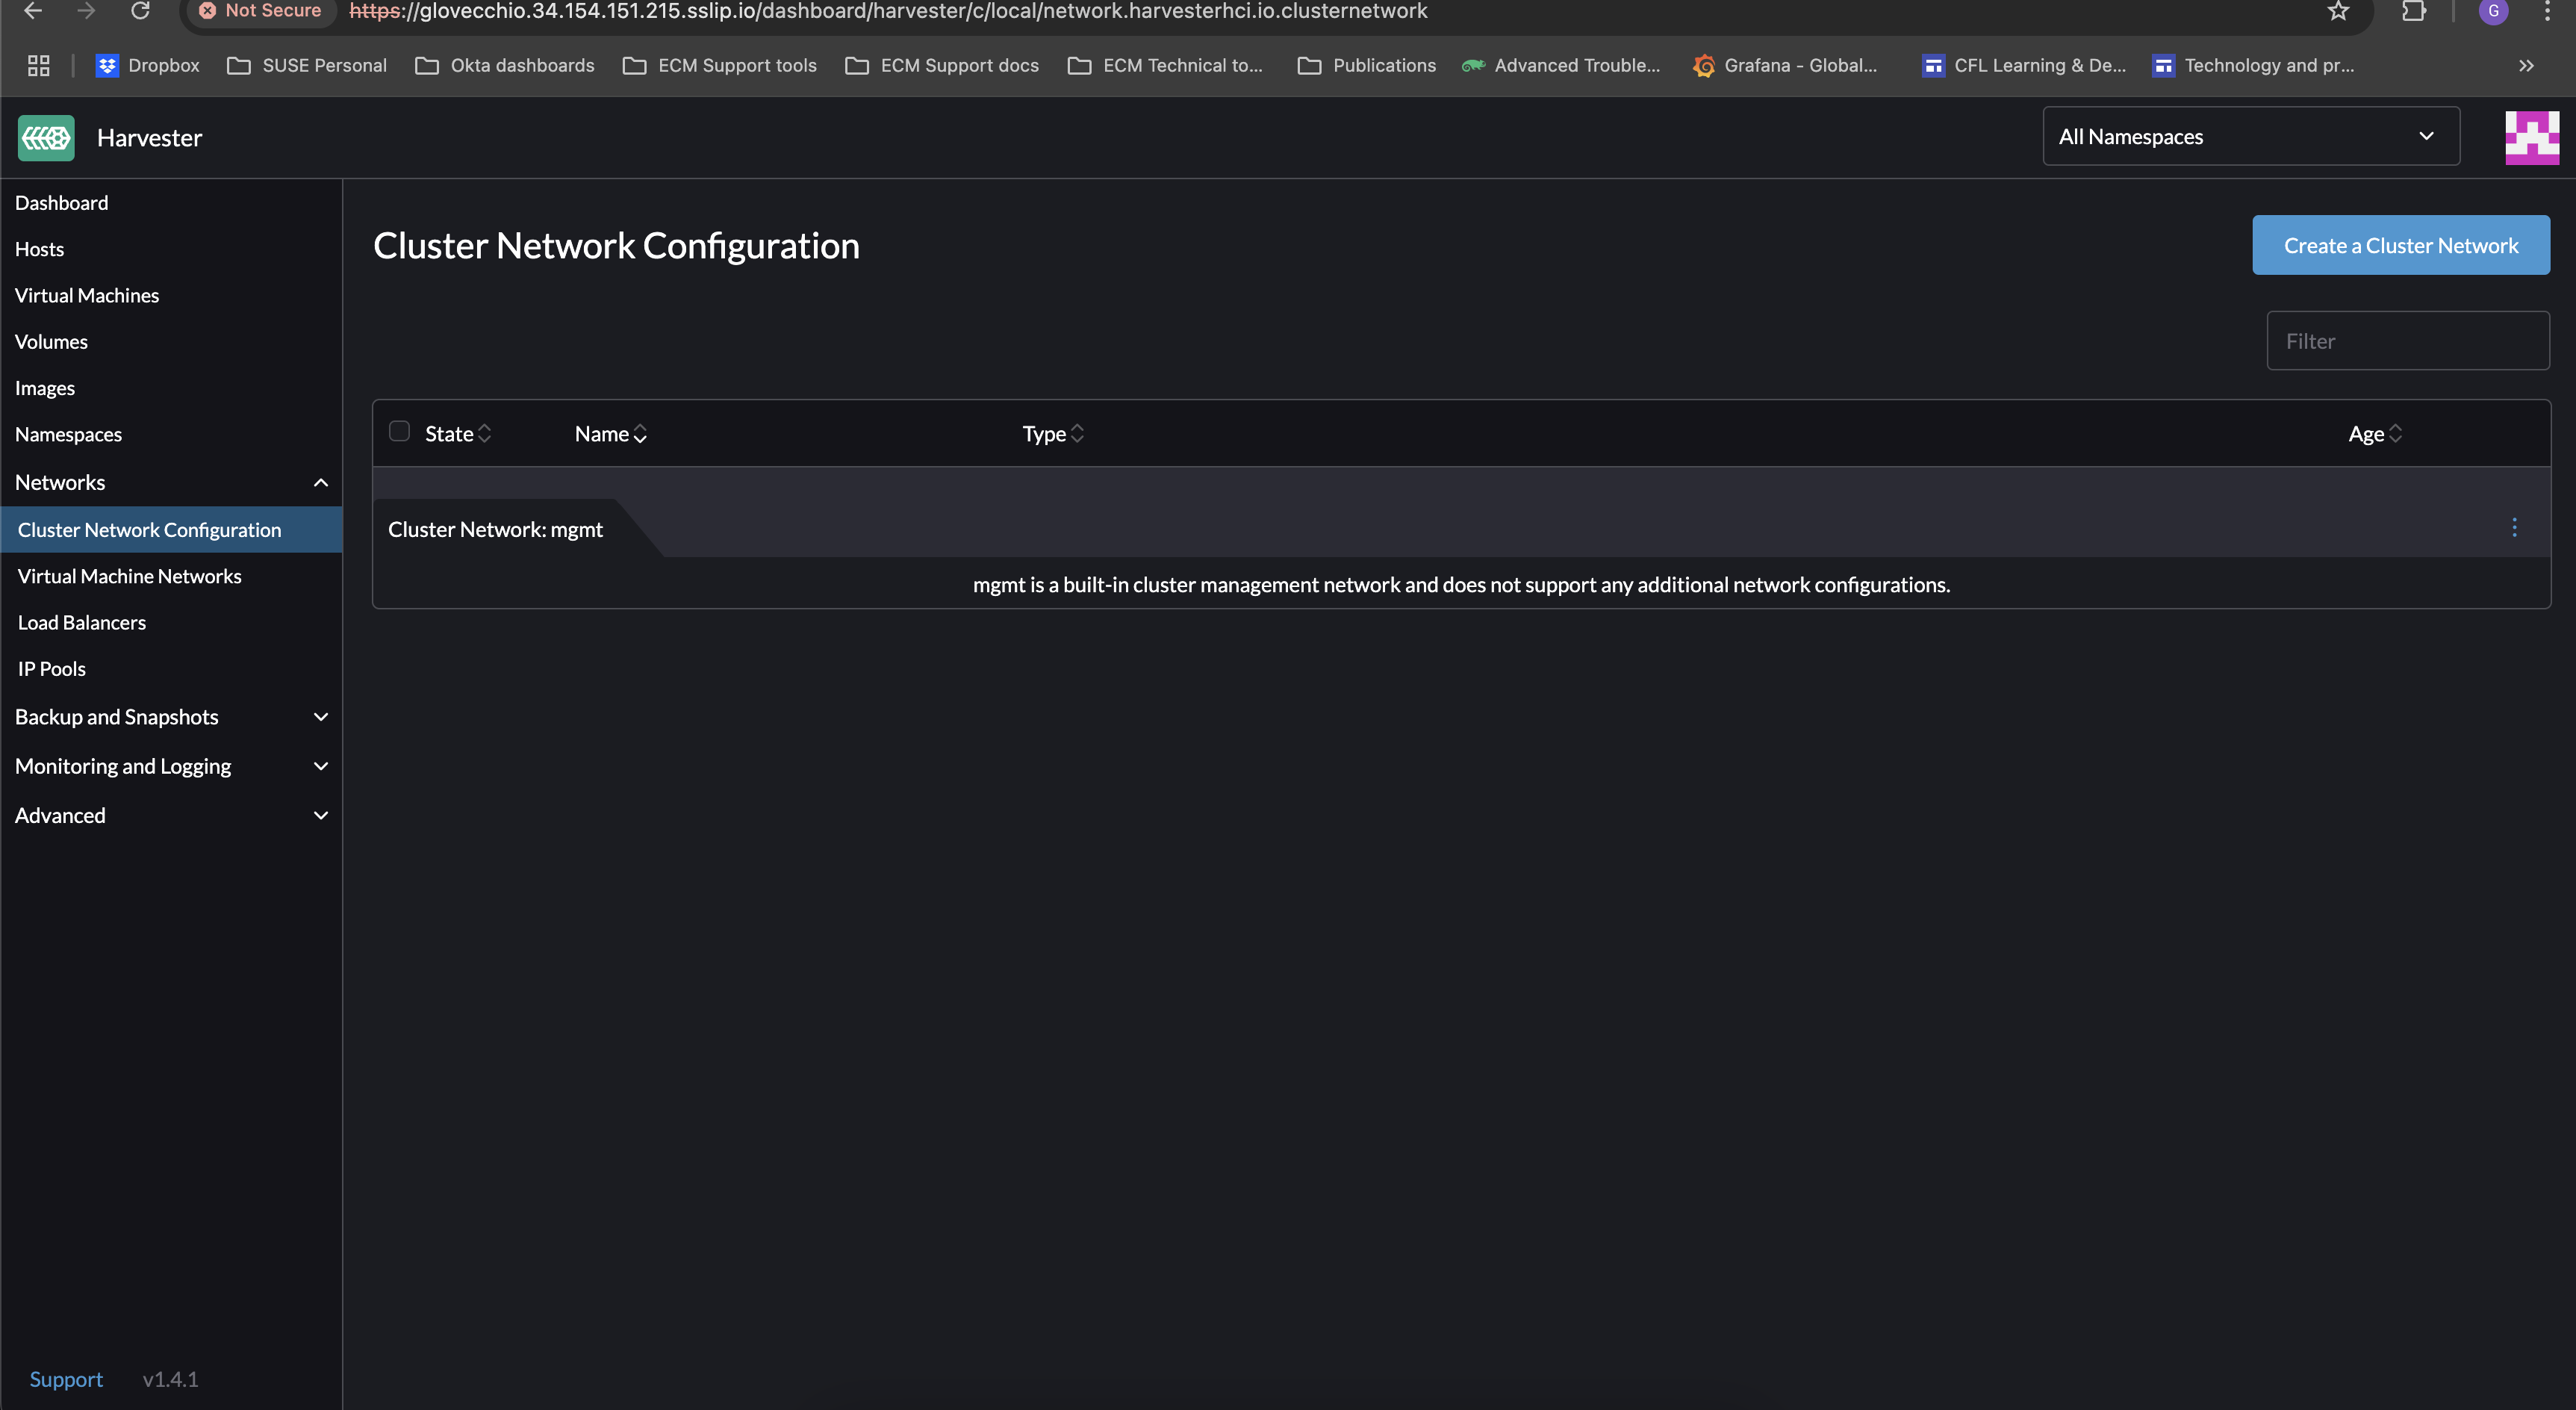 Not Secure https://glovecchio.34.154.151.215.sslip.io/dashboard/harvester/c/local/network.harvesterhci.io.clusternetwork G
Dropbox SUSE Personal Okta dashboards ECM Support tools ECM Support docs ECM Technical to... Publications Advanced Trouble... Grafana - Global... CFL Learning & De... Technology and pr...
Harvester All Namespaces
Dashboard
Hosts
Virtual Machines
Volumes
Images
Namespaces
Networks
Cluster Network Configuration
Virtual Machine Networks
Load Balancers
IP Pools
Backup and Snapshots
Monitoring and Logging
Advanced
Support v1.4.1
Cluster Network Configuration Create a Cluster Network
Filter
State Name Type Age
Cluster Network: mgmt
mgmt is a built-in cluster management network and does not support any additional network configurations.